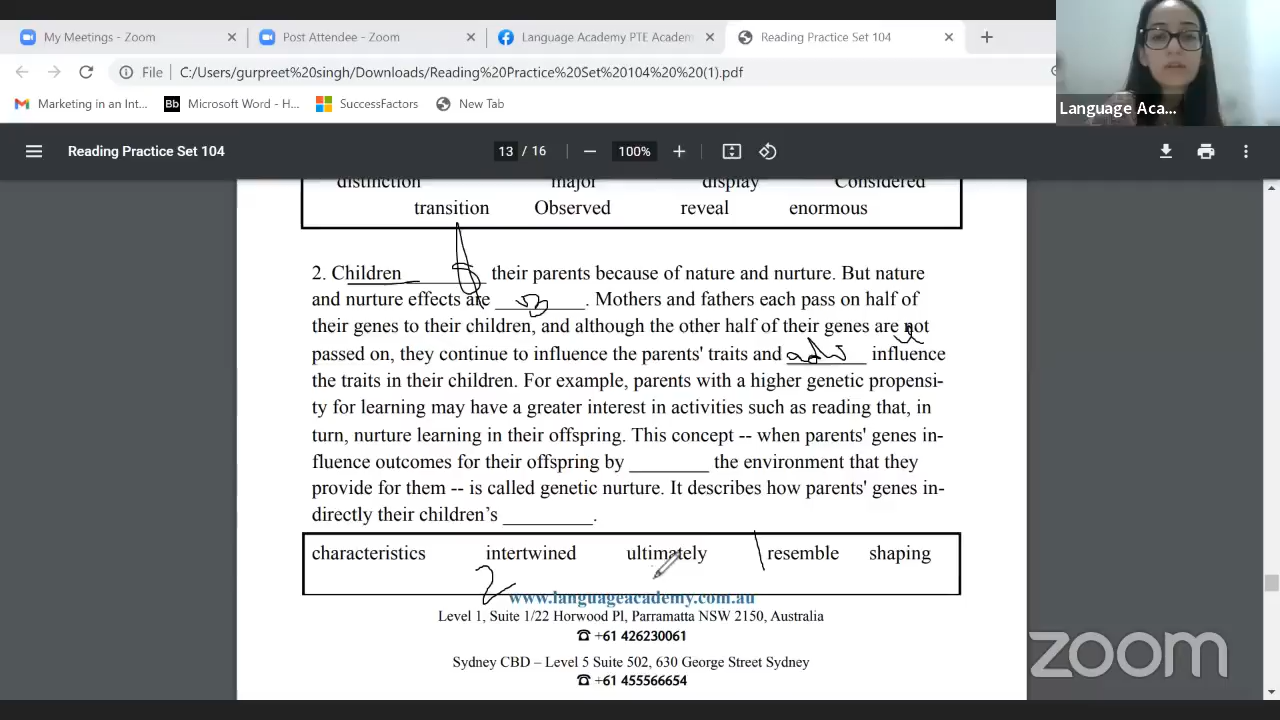 My Meetings - Zoom
Post Attendee - Zoom
Language Academy PTE Academ
Reading Practice Set 104
File C:/Users/gurpreet%20singh/Downloads/Reading%20Practice%20Set%20104%20%20(1).pdf
Marketing in an Int...
Microsoft Word - H...
SuccessFactors
New Tab
Language Aca...
Reading Practice Set 104
13 / 16
100%
distinction major display Considered
transition Observed reveal enormous
2. Children ________ their parents because of nature and nurture. But nature
and nurture effects are ________. Mothers and fathers each pass on half of
their genes to their children, and although the other half of their genes are not
passed on, they continue to influence the parents' traits and ________ influence
the traits in their children. For example, parents with a higher genetic propensi-
ty for learning may have a greater interest in activities such as reading that, in
turn, nurture learning in their offspring. This concept -- when parents' genes in-
fluence outcomes for their offspring by ________ the environment that they
provide for them -- is called genetic nurture. It describes how parents' genes in-
directly their children's ________.
characteristics intertwined ultimately resemble shaping
2
www.languageacademy.com.au
Level 1, Suite 1/22 Horwood Pl, Parramatta NSW 2150, Australia
☎ +61 426230061
Sydney CBD – Level 5 Suite 502, 630 George Street Sydney
☎ +61 455566654
zoom